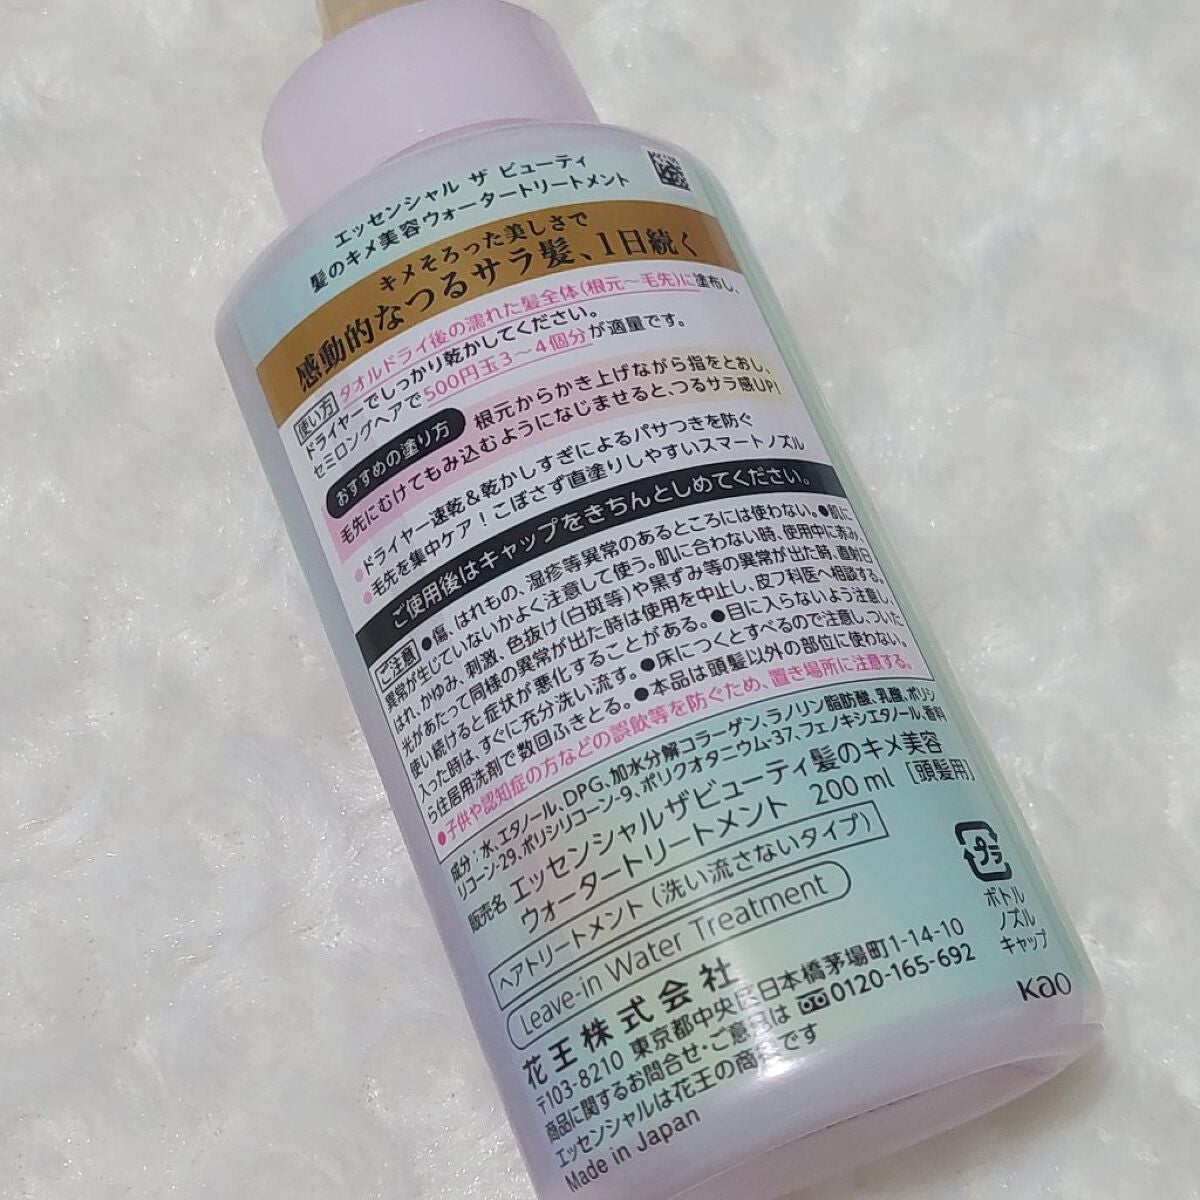 エッセンシャル ザ ビューティ
髪のキメ美容ウォータートリートメント
キメそろった美しさで
感動的なつるサラ髪、1日続く
使い方 タオルドライ後の濡れた髪全体(根元～毛先)に塗布し、
ドライヤーでしっかり乾かしてください。
セミロングヘアで500円玉3～4個分が適量です。
おすすめの塗り方 根元からかき上げながら指をとおし、
毛先にむけてもみ込むようになじませると、つるサラ感UP!
●ドライヤー速乾&乾かしすぎによるパサつきを防ぐ
●毛先を集中ケア!こぼさず直塗りしやすいスマートノズル
ご使用後はキャップをきちんとしめてください。
ご注意 ●傷、はれもの、湿疹等異常のあるところには使わない。●肌に
異常が生じていないかよく注意して使う。肌に合わない時、使用中に赤み、
はれ、かゆみ、刺激、色抜け(白斑等)や黒ずみ等の異常が出た時、直射日
光があたって同様の異常が出た時は使用を中止し、皮フ科医へ相談する。
使い続けると症状が悪化することがある。●目に入らないよう注意し、
入った時は、すぐに充分洗い流す。●床につくとすべるので注意し、ついた
ら住居用洗剤で数回ふきとる。●本品は頭髪以外の部位に使わない。
●子供や認知症の方などの誤飲等を防ぐため、置き場所に注意する。
成分:水、エタノール、DPG、加水分解コラーゲン、ラノリン脂肪酸、乳酸、ポリシ
リコーン-29、ポリシリコーン-9、ポリクオタニウム-37、フェノキシエタノール、香料
販売名 エッセンシャルザビューティ髪のキメ美容
ウォータートリートメント 200 ml [頭髪用]
ヘアトリートメント(洗い流さないタイプ)
Leave-in Water Treatment
プラ
ボトル
ノズル
キャップ
花王株式会社
〒103-8210 東京都中央区日本橋茅場町1-14-10
商品に関するお問合せ・ご意見は 0120-165-692
エッセンシャルは花王の商品です
Made in Japan
Kao